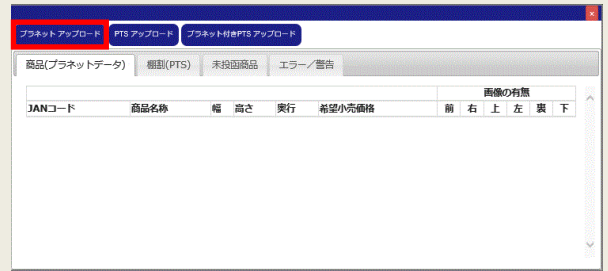 プラネット アップロード PTS アップロード プラネット付きPTS アップロード
商品(プラネットデータ) 棚割(PTS) 未投函商品 エラー／警告
画像の有無
JANコード 商品名称 幅 高さ 奥行 希望小売価格 前 右 上 左 裏 下